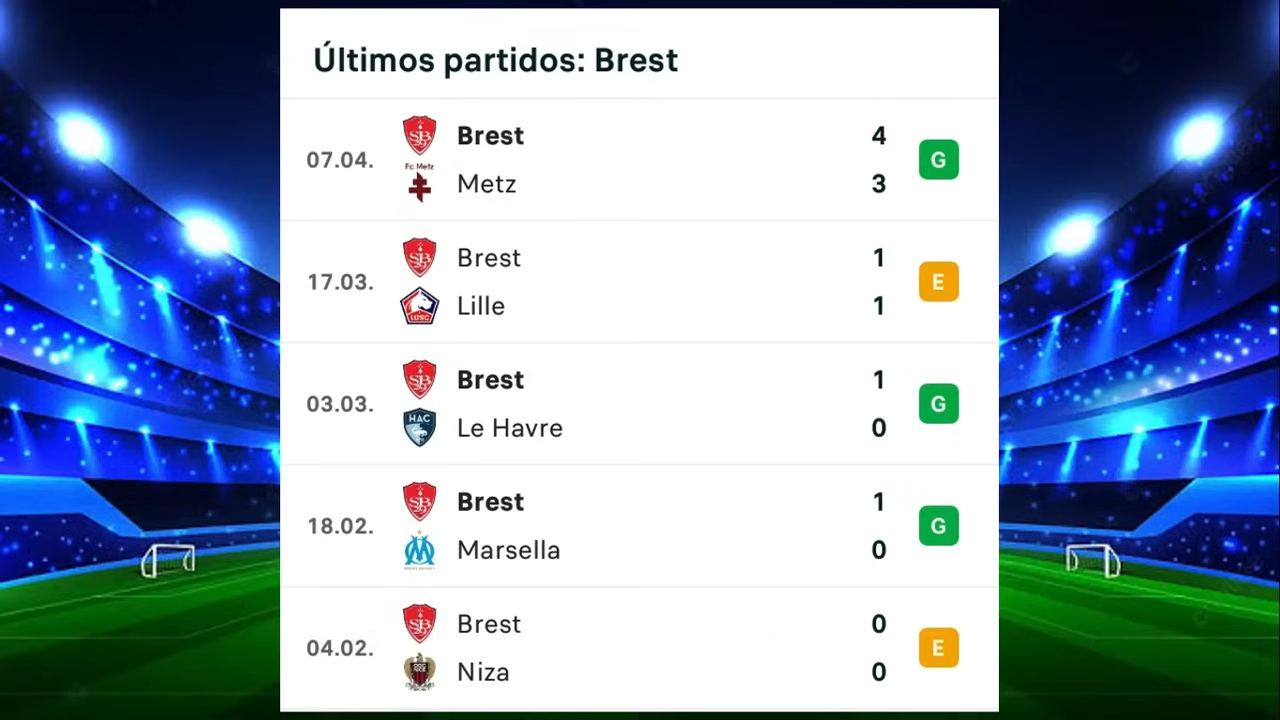 Últimos partidos: Brest
07.04.
Brest
4
Fc Metz
Metz
3
G
17.03.
Brest
1
LOSC
Lille
1
E
03.03.
Brest
1
HAC
Le Havre
0
G
18.02.
Brest
1
Marsella
0
G
04.02.
Brest
0
Niza
0
E